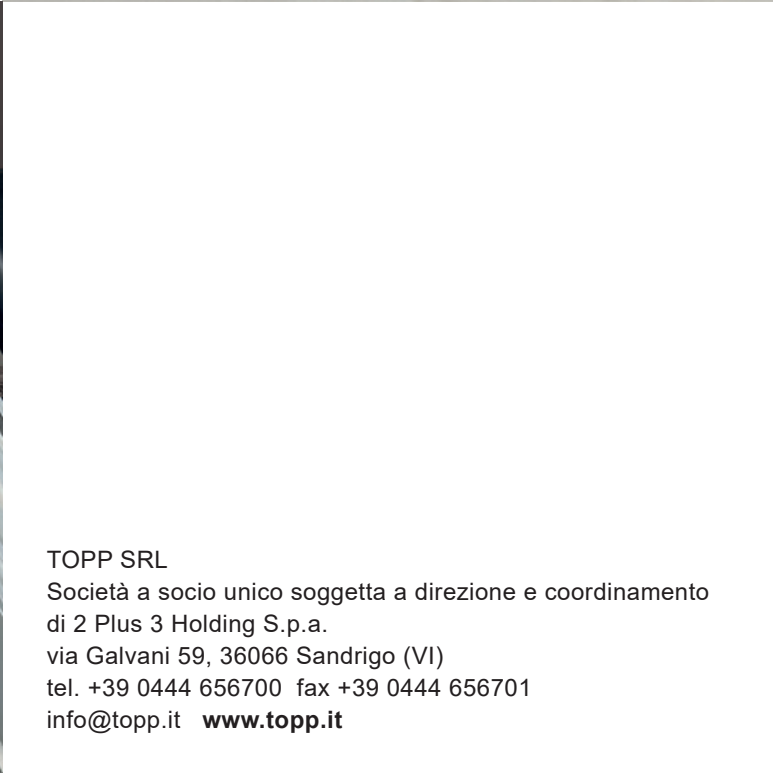 TOPP SRL
Società a socio unico soggetta a direzione e coordinamento
di 2 Plus 3 Holding S.p.a.
via Galvani 59, 36066 Sandrigo (VI)
tel. +39 0444 656700  fax +39 0444 656701
info@topp.it   www.topp.it